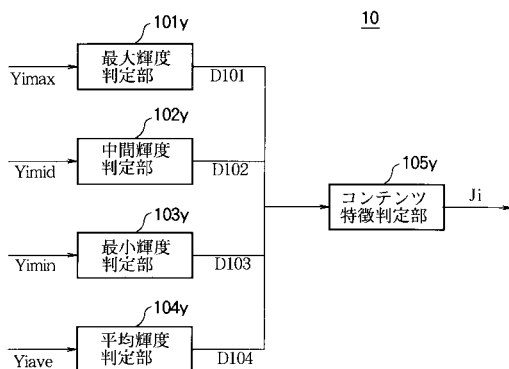 10
101y
最大輝度
判定部
Yimax
D101
102y
中間輝度
判定部
Yimid
D102
105y
コンテンツ
特徴判定部
Ji
103y
最小輝度
判定部
Yimin
D103
104y
平均輝度
判定部
Yiave
D104